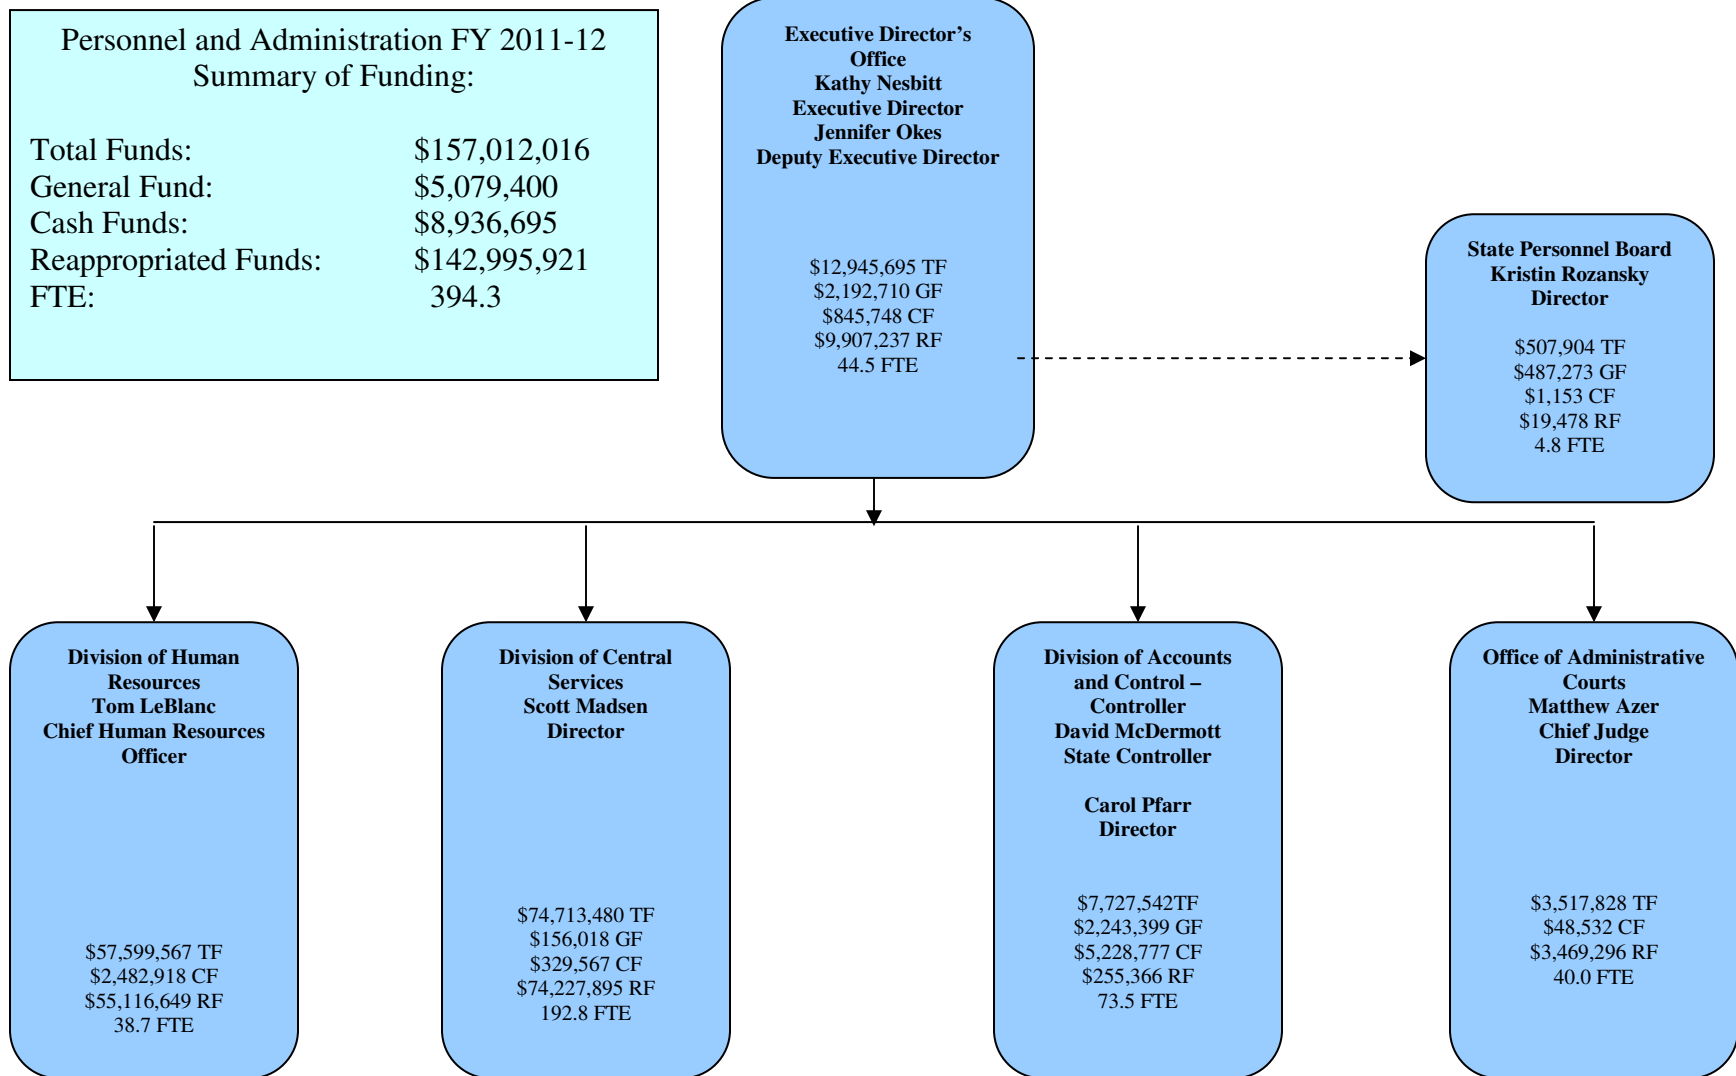 Personnel and Administration FY 2011-12
Summary of Funding:
Total Funds: $157,012,016
General Fund: $5,079,400
Cash Funds: $8,936,695
Reappropriated Funds: $142,995,921
FTE: 394.3
Executive Director’s
Office
Kathy Nesbitt
Executive Director
Jennifer Okes
Deputy Executive Director
$12,945,695 TF
$2,192,710 GF
$845,748 CF
$9,907,237 RF
44.5 FTE
State Personnel Board
Kristin Rozansky
Director
$507,904 TF
$487,273 GF
$1,153 CF
$19,478 RF
4.8 FTE
Division of Human
Resources
Tom LeBlanc
Chief Human Resources
Officer
$57,599,567 TF
$2,482,918 CF
$55,116,649 RF
38.7 FTE
Division of Central
Services
Scott Madsen
Director
$74,713,480 TF
$156,018 GF
$329,567 CF
$74,227,895 RF
192.8 FTE
Division of Accounts
and Control –
Controller
David McDermott
State Controller
Carol Pfarr
Director
$7,727,542TF
$2,243,399 GF
$5,228,777 CF
$255,366 RF
73.5 FTE
Office of Administrative
Courts
Matthew Azer
Chief Judge
Director
$3,517,828 TF
$48,532 CF
$3,469,296 RF
40.0 FTE